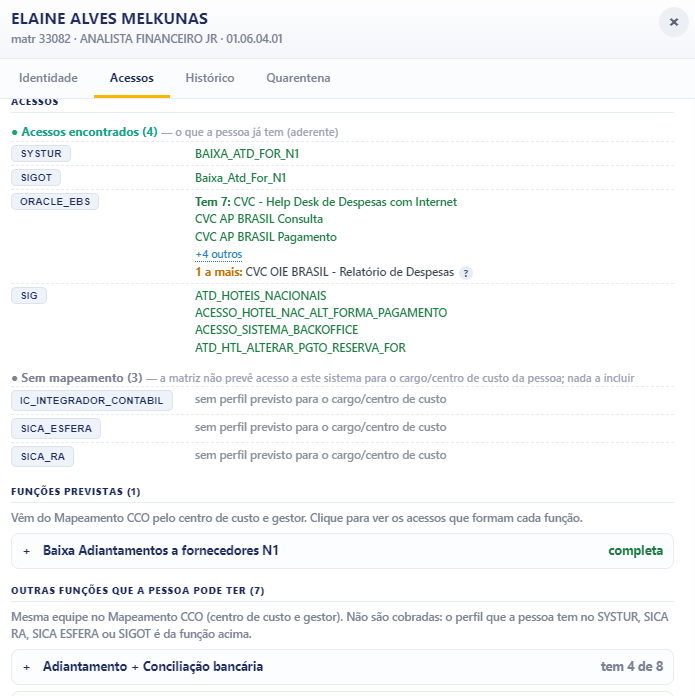 ELAINE ALVES MELKUNAS
matr 33082 · ANALISTA FINANCEIRO JR · 01.06.04.01
×
Identidade Acessos Histórico Quarentena
ACESSOS
• Acessos encontrados (4) — o que a pessoa já tem (aderente)
SYSTUR BAIXA_ATD_FOR_N1
SIGOT Baixa_Atd_For_N1
ORACLE_EBS Tem 7: CVC - Help Desk de Despesas com Internet
CVC AP BRASIL Consulta
CVC AP BRASIL Pagamento
+4 outros
1 a mais: CVC OIE BRASIL - Relatório de Despesas ?
SIG ATD_HOTEIS_NACIONAIS
ACESSO_HOTEL_NAC_ALT_FORMA_PAGAMENTO
ACESSO_SISTEMA_BACKOFFICE
ATD_HTL_ALTERAR_PGTO_RESERVA_FOR
• Sem mapeamento (3) — a matriz não prevê acesso a este sistema para o cargo/centro de custo da pessoa; nada a incluir
IC_INTEGRADOR_CONTABIL sem perfil previsto para o cargo/centro de custo
SICA_ESFERA sem perfil previsto para o cargo/centro de custo
SICA_RA sem perfil previsto para o cargo/centro de custo
FUNÇÕES PREVISTAS (1)
Vêm do Mapeamento CCO pelo centro de custo e gestor. Clique para ver os acessos que formam cada função.
+ Baixa Adiantamentos a fornecedores N1 completa
OUTRAS FUNÇÕES QUE A PESSOA PODE TER (7)
Mesma equipe no Mapeamento CCO (centro de custo e gestor). Não são cobradas: o perfil que a pessoa tem no SYSTUR, SICA
RA, SICA ESFERA ou SIGOT é da função acima.
+ Adiantamento + Conciliação bancária tem 4 de 8